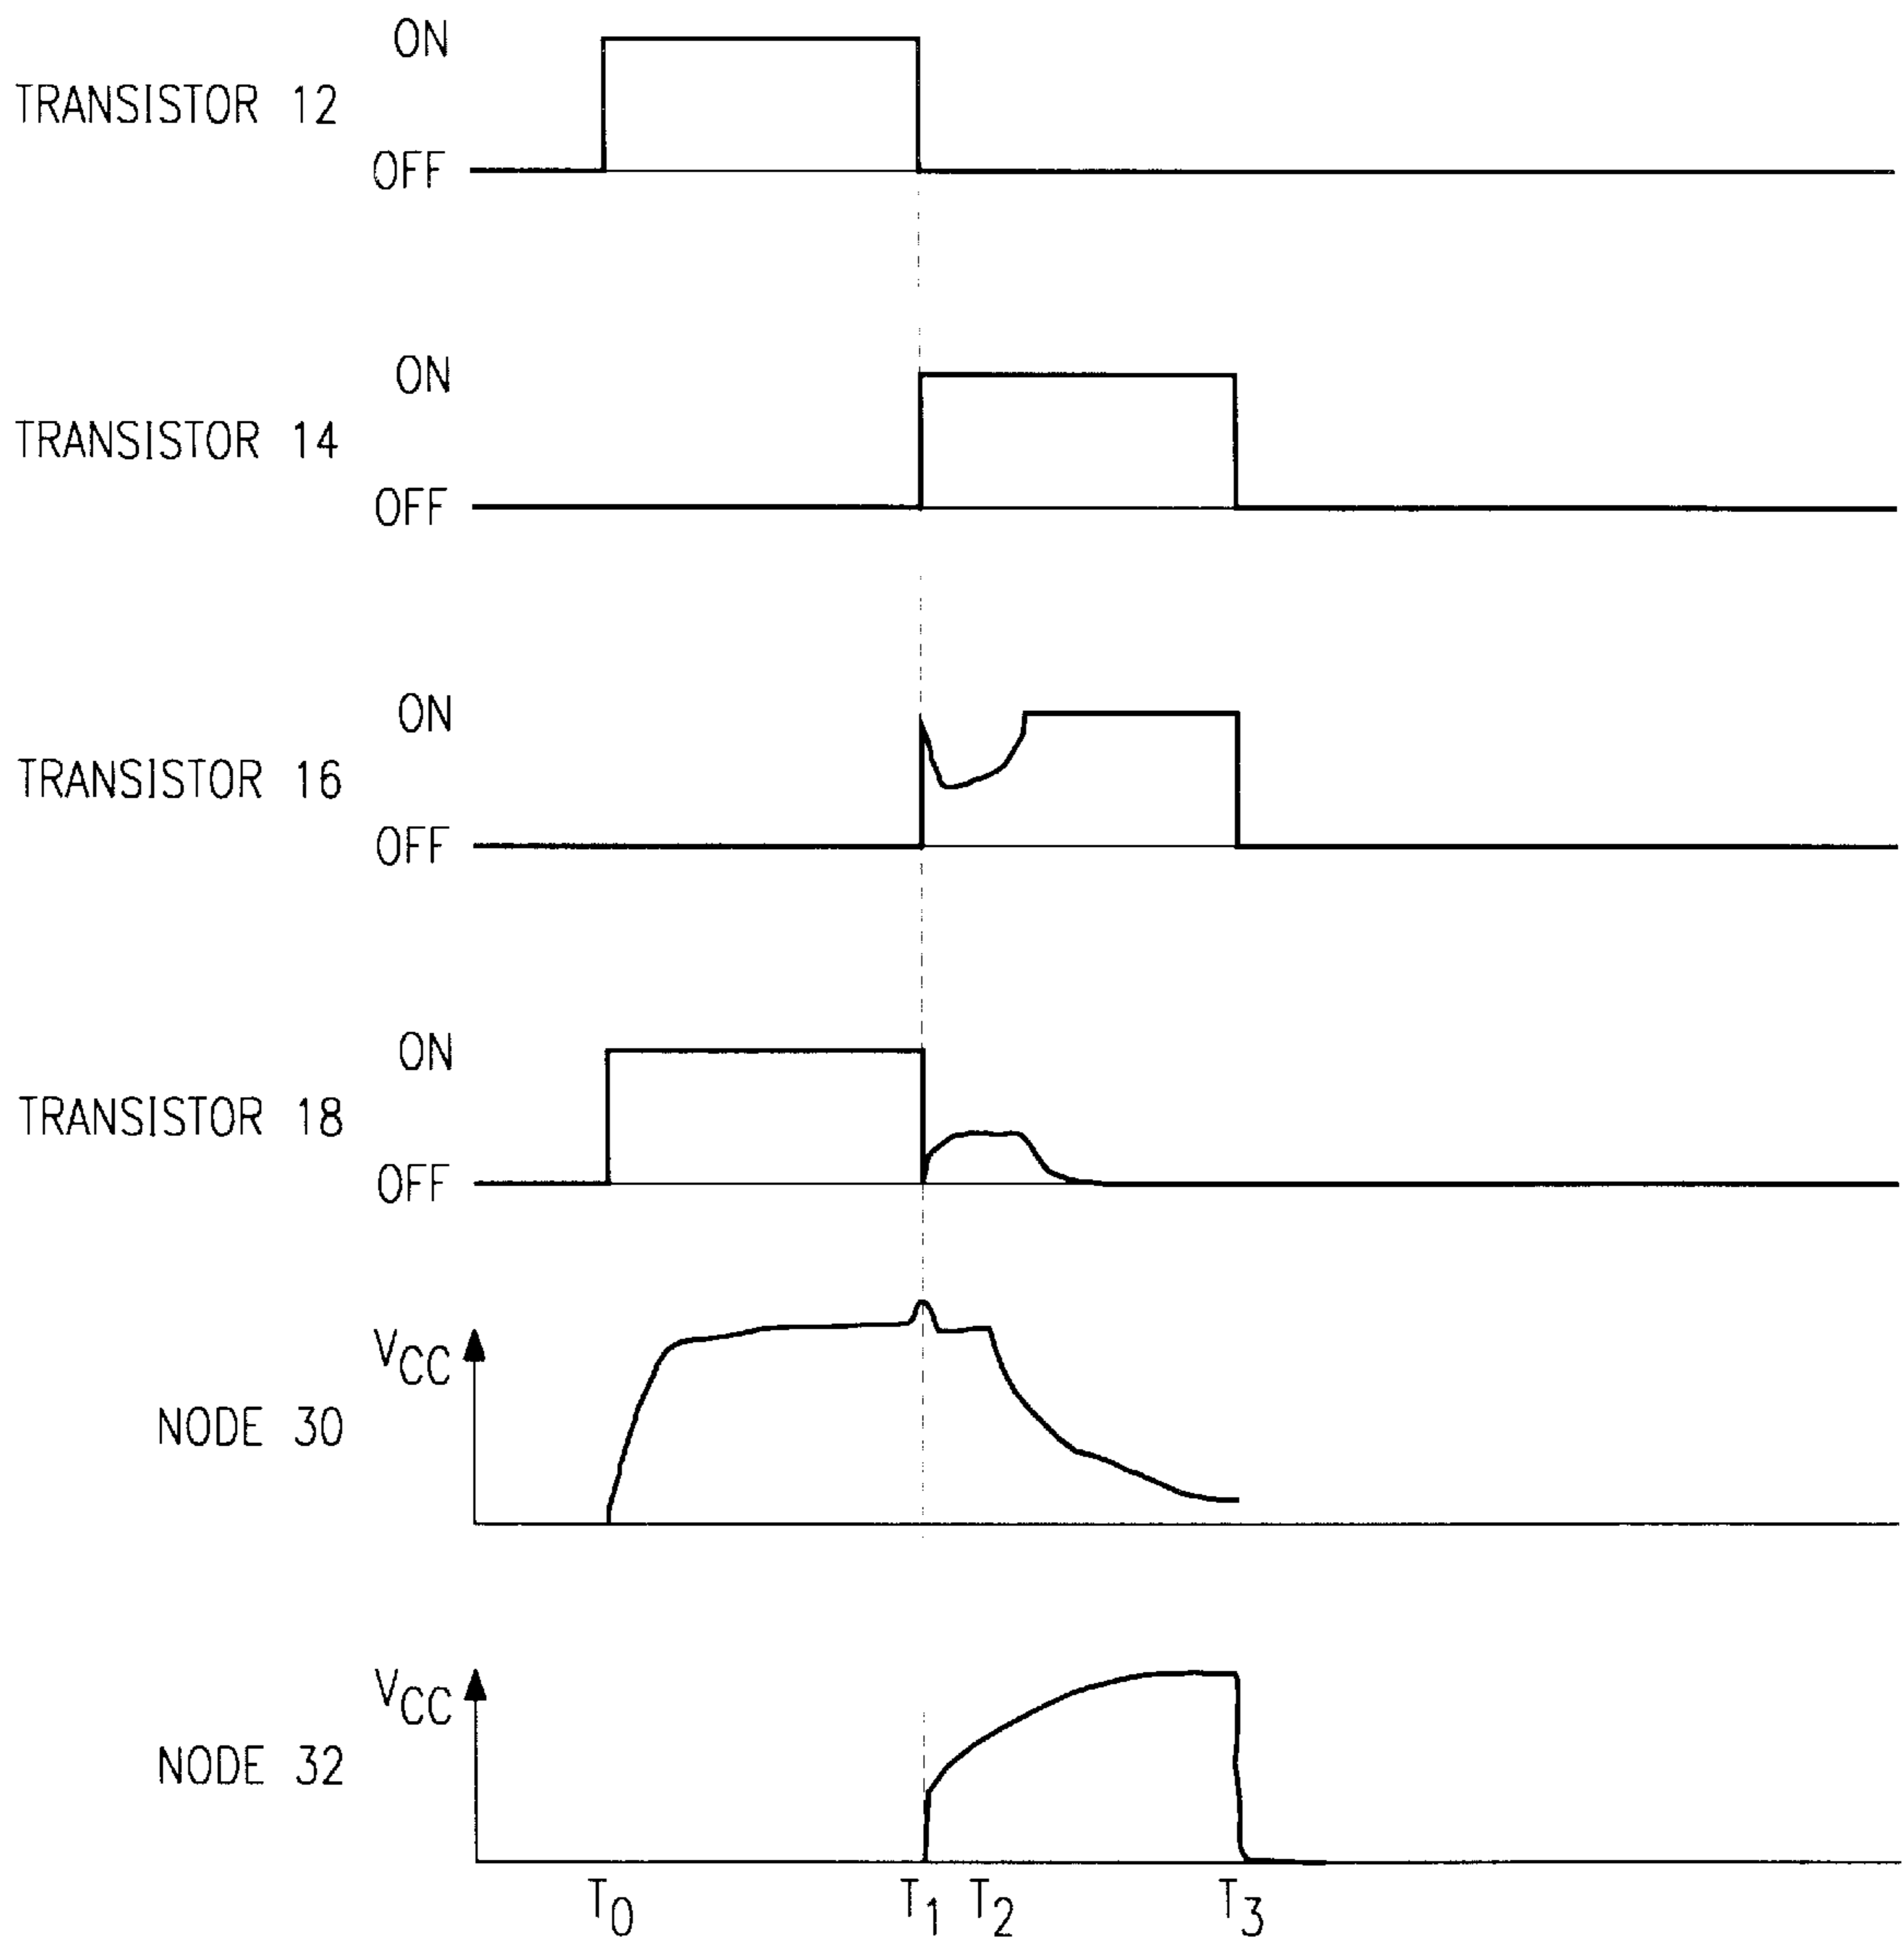 ON
TRANSISTOR 12
OFF
ON
TRANSISTOR 14
OFF
ON
TRANSISTOR 16
OFF
ON
TRANSISTOR 18
OFF
VCC
NODE 30
VCC
NODE 32
T0 T1 T2 T3